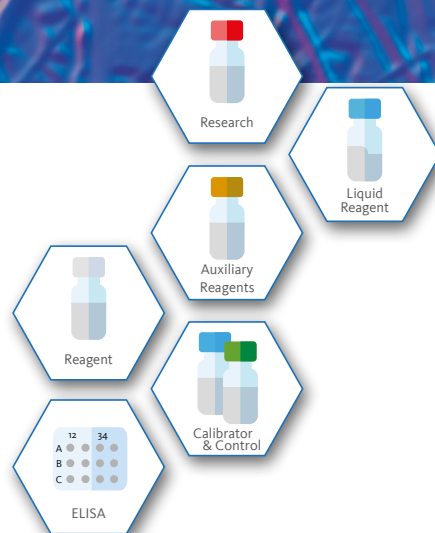 Research
Liquid
Reagent
Auxiliary
Reagents
Reagent
Calibrator
& Control
12 34
A
B
C
ELISA